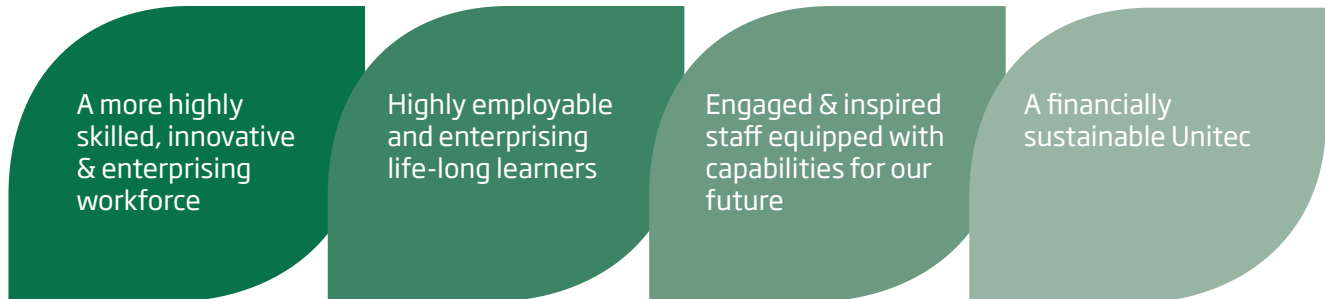 A more highly
skilled, innovative
& enterprising
workforce
Highly employable
and enterprising
life-long learners
Engaged & inspired
staff equipped with
capabilities for our
future
A financially
sustainable Unitec